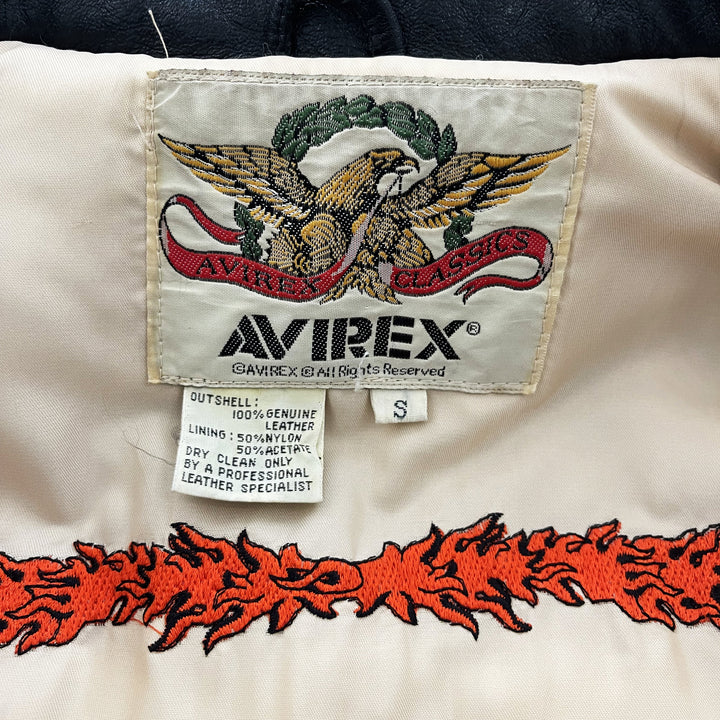 AVIREX CLASSICS
AVIREX®
©AVIREX © All Rights Reserved
OUTSHELL:
100% GENUINE
LEATHER
LINING: 50% NYLON
50% ACETATE
DRY CLEAN ONLY
BY A PROFESSIONAL
LEATHER SPECIALIST
S